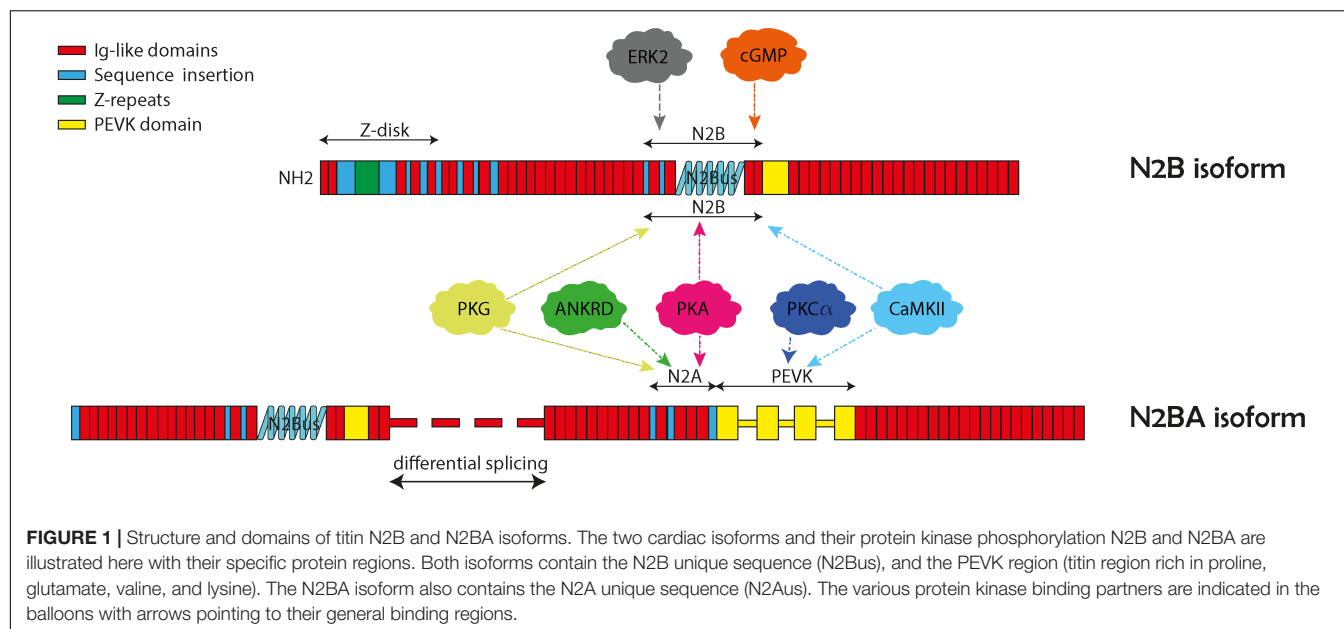 Ig-like domains
Sequence insertion
Z-repeats
PEVK domain
ERK2
cGMP
Z-disk
N2B
NH2
N2Bus
N2B isoform
N2B
PKG
ANKRD
PKA
PKCα
CaMKII
N2A
PEVK
N2Bus
N2BA isoform
differential splicing
FIGURE 1 | Structure and domains of titin N2B and N2BA isoforms. The two cardiac isoforms and their protein kinase phosphorylation N2B and N2BA are
illustrated here with their specific protein regions. Both isoforms contain the N2B unique sequence (N2Bus), and the PEVK region (titin region rich in proline,
glutamate, valine, and lysine). The N2BA isoform also contains the N2A unique sequence (N2Aus). The various protein kinase binding partners are indicated in the
balloons with arrows pointing to their general binding regions.